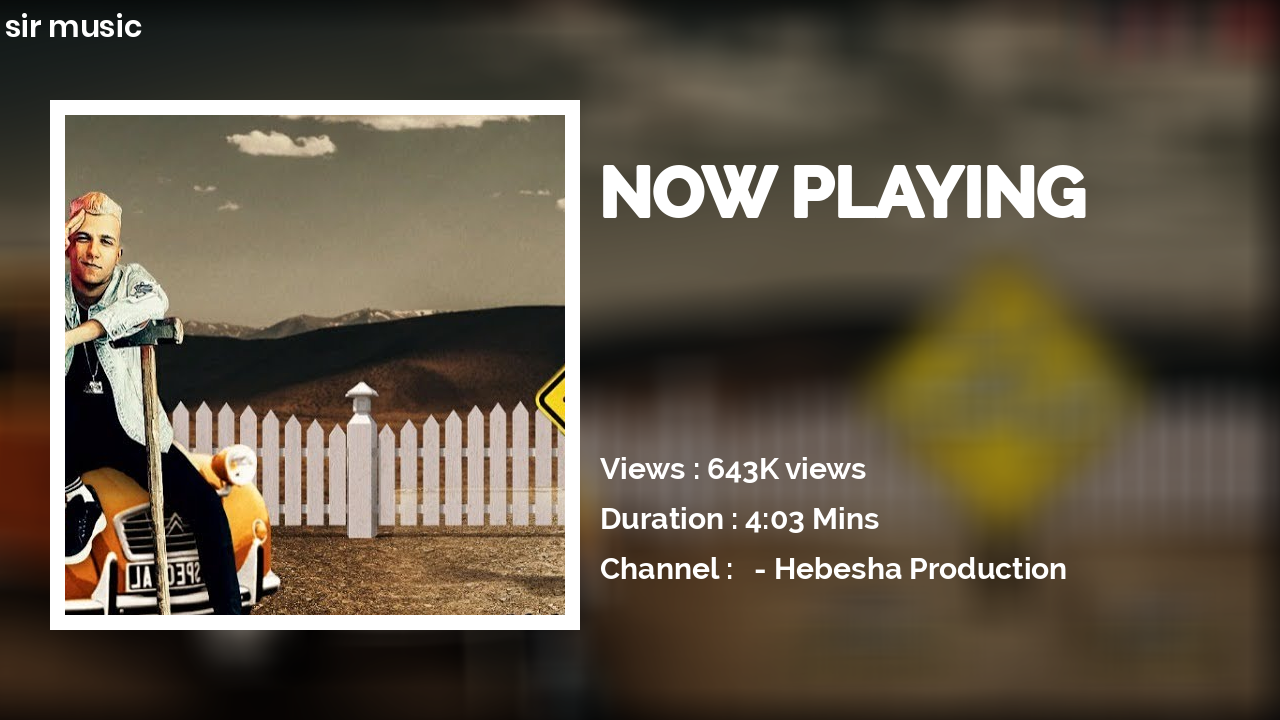 sir music
NOW PLAYING
Views : 643K views
Duration : 4:03 Mins
Channel : - Hebesha Production